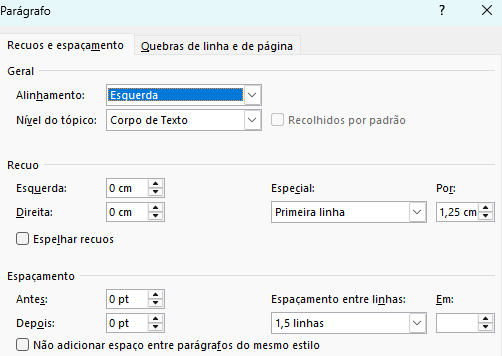 Parágrafo ? ×
Recuos e espaçamento Quebras de linha e de página
Geral
Alinhamento: Esquerda
Nível do tópico: Corpo de Texto Recolhidos por padrão
Recuo
Esquerda: 0 cm Especial: Por:
Direita: 0 cm Primeira linha 1,25 cm
Espelhar recuos
Espaçamento
Antes: 0 pt Espaçamento entre linhas: Em:
Depois: 0 pt 1,5 linhas
Não adicionar espaço entre parágrafos do mesmo estilo